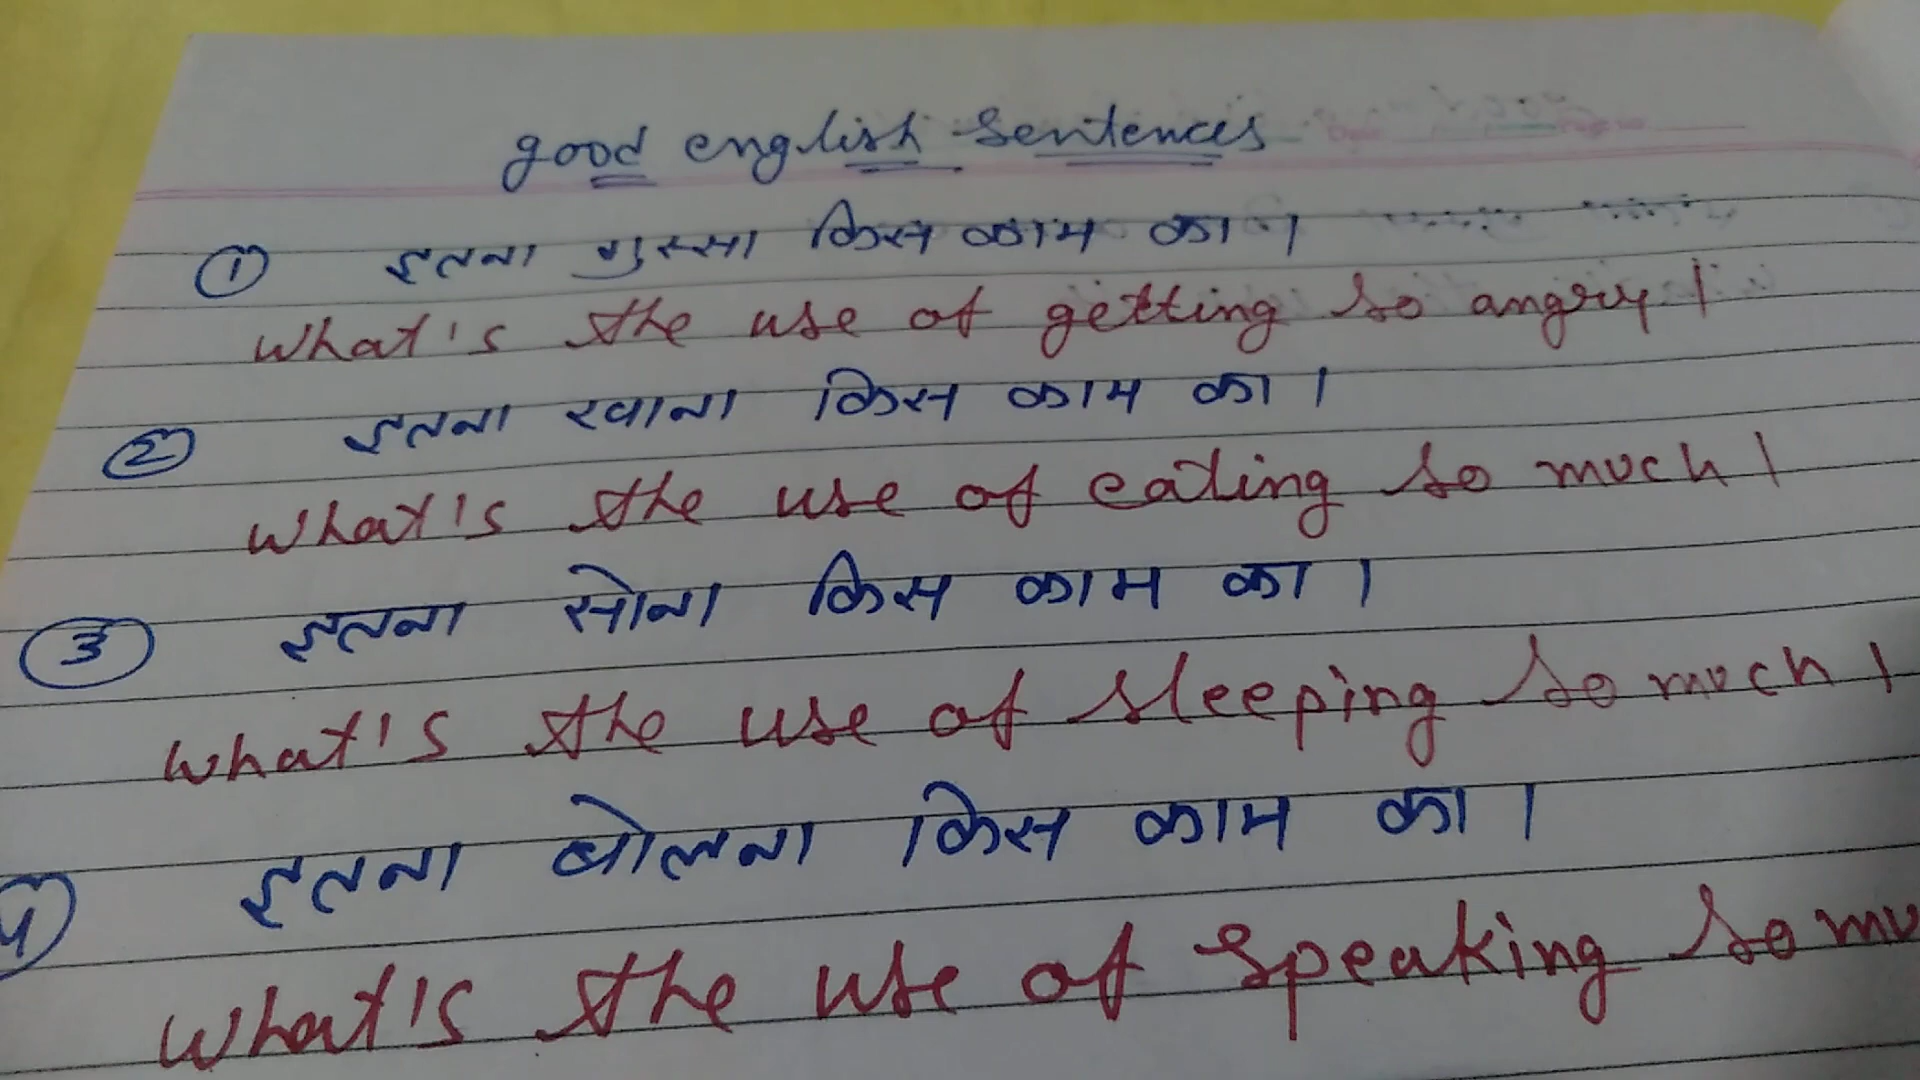 good english sentences
① इतना गुस्सा किस काम का ।
What's the use of getting so angry ।
② इतना खाना किस काम का ।
What's the use of eating so much ।
③ इतना सोना किस काम का ।
What's the use of sleeping so much ।
④ इतना बोलना किस काम का ।
What's the use of speaking so mu